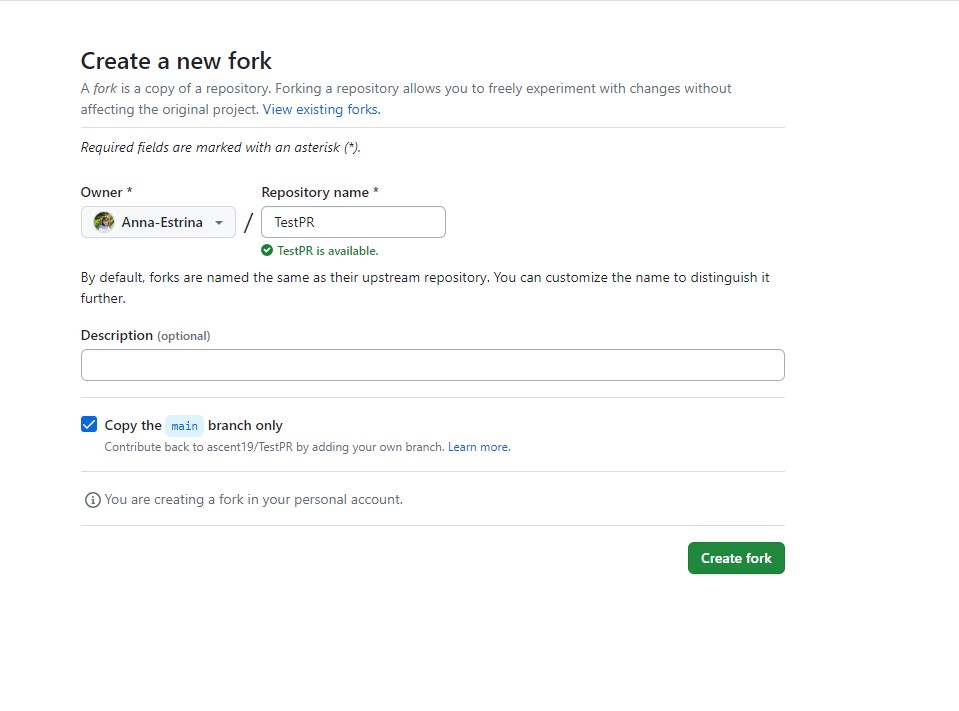 Create a new fork
A fork is a copy of a repository. Forking a repository allows you to freely experiment with changes without
affecting the original project. View existing forks.
Required fields are marked with an asterisk (*).
Owner *
Repository name *
Anna-Estrina
/
TestPR
TestPR is available.
By default, forks are named the same as their upstream repository. You can customize the name to distinguish it
further.
Description (optional)
Copy the main branch only
Contribute back to ascent19/TestPR by adding your own branch. Learn more.
You are creating a fork in your personal account.
Create fork